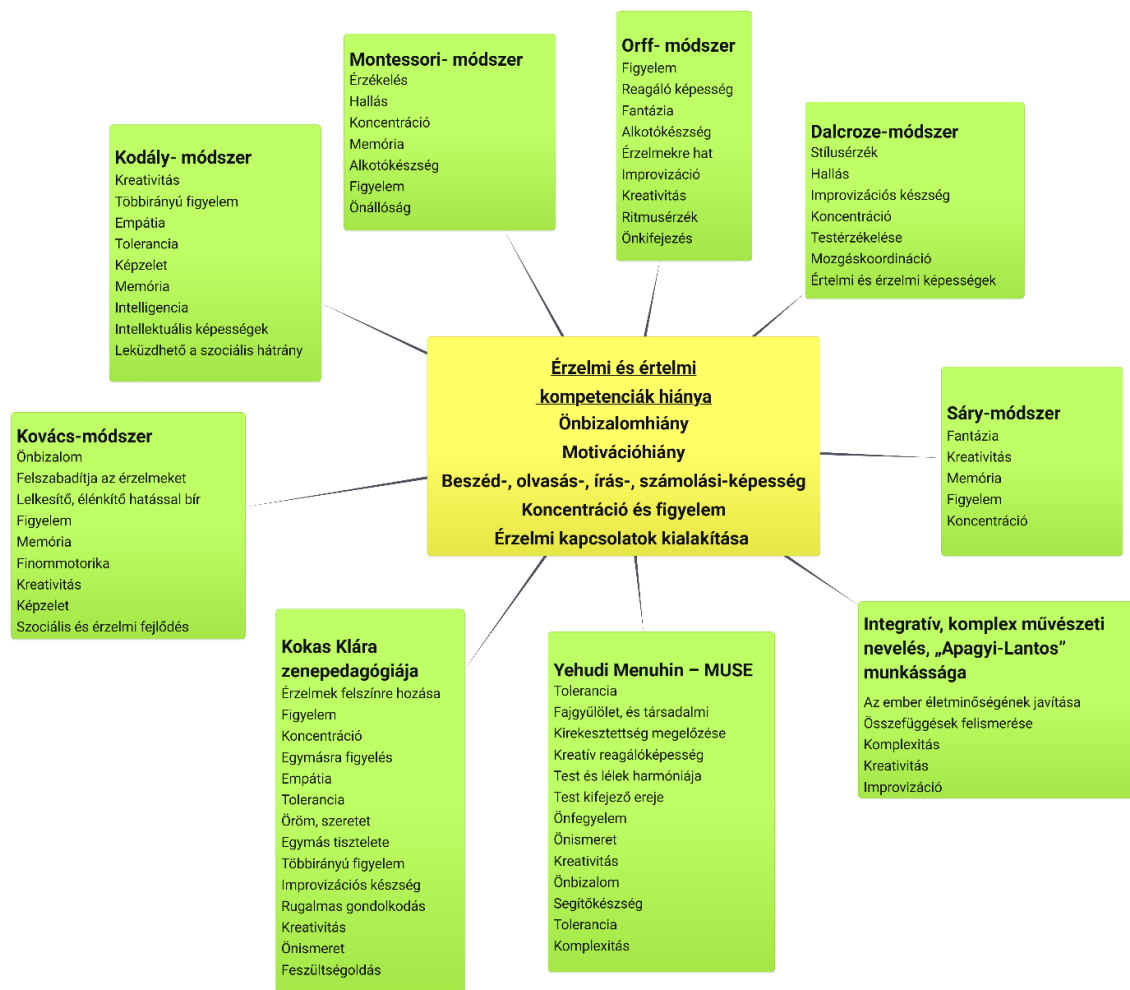 Orff- módszer
Figyelem
Reagáló képesség
Fantázia
Alkotókészség
Érzelmekre hat
Improvizáció
Kreativitás
Ritmusérzék
Önkifejezés
Montessori- módszer
Érzékelés
Hallás
Koncentráció
Memória
Alkotókészség
Figyelem
Önállóság
Dalcroze-módszer
Stílusérzék
Hallás
Improvizációs készség
Koncentráció
Testérzékelése
Mozgáskoordináció
Értelmi és érzelmi képességek
Kodály- módszer
Kreativitás
Többirányú figyelem
Empátia
Tolerancia
Képzelet
Memória
Intelligencia
Intellektuális képességek
Leküzdhető a szociális hátrány
Érzelmi és értelmi
kompetenciák hiánya
Önbizalomhiány
Motivációhiány
Beszéd-, olvasás-, írás-, számolási-képesség
Koncentráció és figyelem
Érzelmi kapcsolatok kialakítása
Sáry-módszer
Fantázia
Kreativitás
Memória
Figyelem
Koncentráció
Kovács-módszer
Önbizalom
Felszabadítja az érzelmeket
Lelkesítő, élénkítő hatással bír
Figyelem
Memória
Finommotorika
Kreativitás
Képzelet
Szociális és érzelmi fejlődés
Kokas Klára
zenepedagógiája
Érzelmek felszínre hozása
Figyelem
Koncentráció
Egymásra figyelés
Empátia
Tolerancia
Öröm, szeretet
Egymás tisztelete
Többirányú figyelem
Improvizációs készség
Rugalmas gondolkodás
Kreativitás
Önismeret
Feszültségoldás
Yehudi Menuhin – MUSE
Tolerancia
Fajgyűlölet, és társadalmi
Kirekesztettség megelőzése
Kreatív reagálóképesség
Test és lélek harmóniája
Test kifejező ereje
Önfegyelem
Önismeret
Kreativitás
Önbizalom
Segítőkészség
Tolerancia
Komplexitás
Integratív, komplex művészeti
nevelés, „Apagyi-Lantos”
munkássága
Az ember életminőségének javítása
Összefüggések felismerése
Komplexitás
Kreativitás
Improvizáció